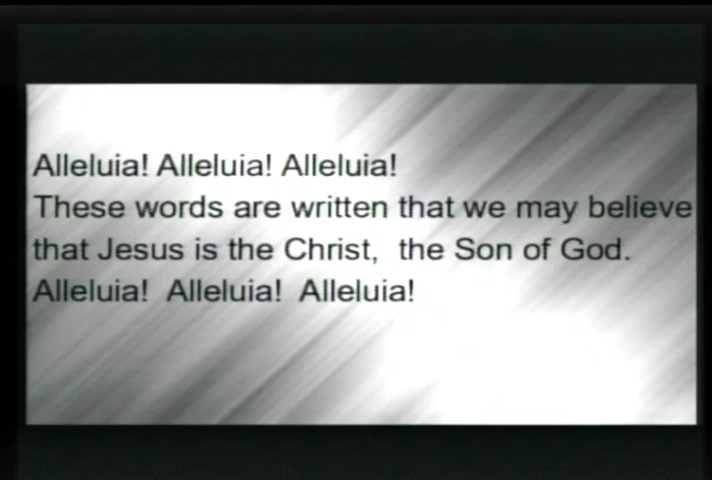 Alleluia! Alleluia! Alleluia!
These words are written that we may believe
that Jesus is the Christ, the Son of God.
Alleluia! Alleluia! Alleluia!